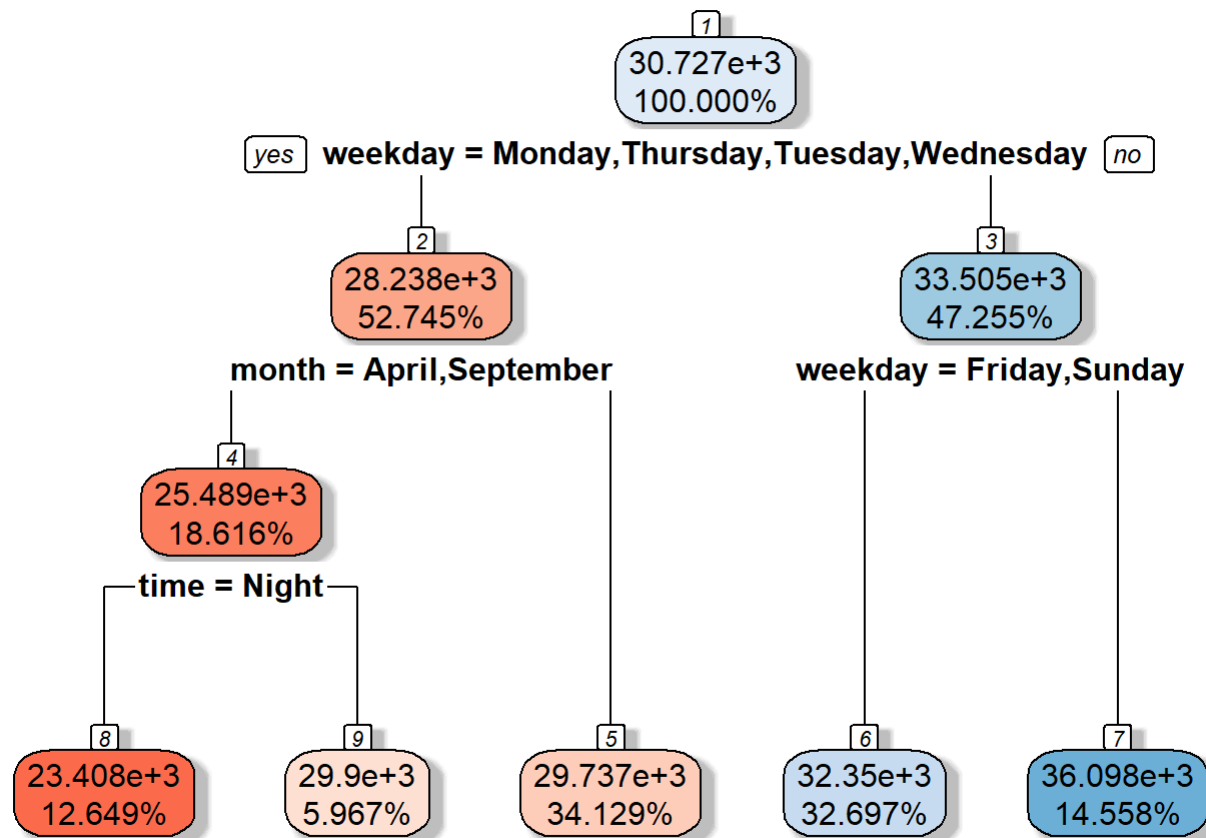 1
30.727e+3
100.000%
yes weekday = Monday,Thursday,Tuesday,Wednesday no
2
28.238e+3
52.745%
3
33.505e+3
47.255%
month = April,September
weekday = Friday,Sunday
4
25.489e+3
18.616%
time = Night
8
23.408e+3
12.649%
9
29.9e+3
5.967%
5
29.737e+3
34.129%
6
32.35e+3
32.697%
7
36.098e+3
14.558%